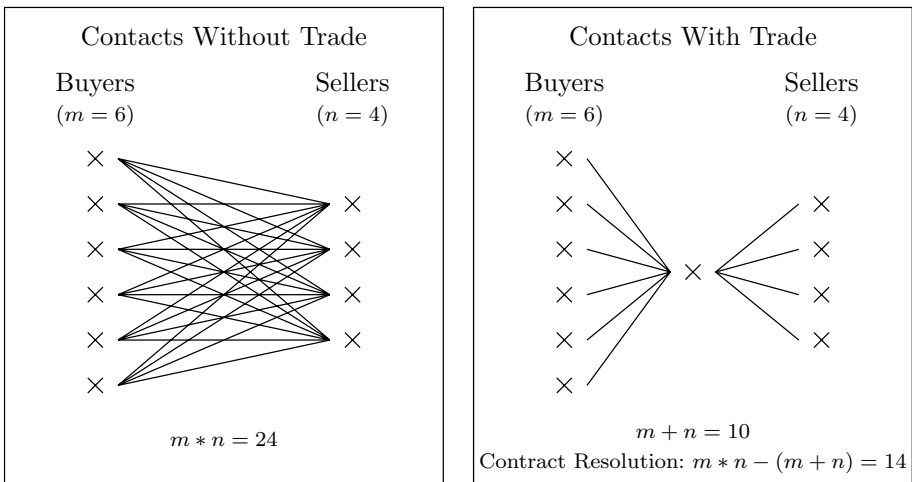 Contacts Without Trade
Buyers
(m = 6)
Sellers
(n = 4)
m * n = 24
Contacts With Trade
Buyers
(m = 6)
Sellers
(n = 4)
m + n = 10
Contract Resolution: m * n − (m + n) = 14